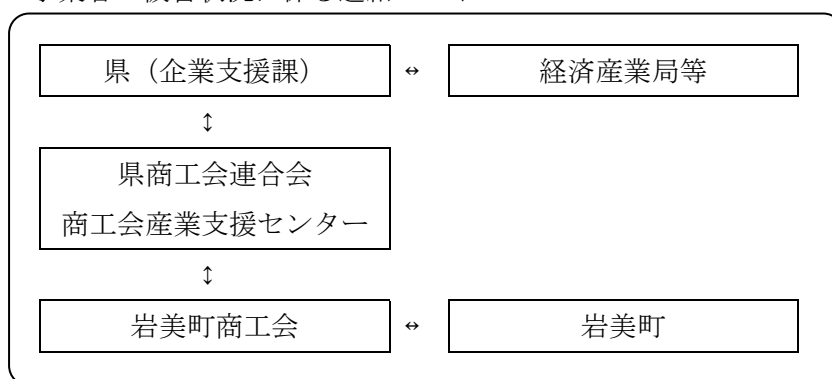 県（企業支援課） ↔ 経済産業局等
↕
県商工会連合会
商工会産業支援センター
↕
岩美町商工会 ↔ 岩美町